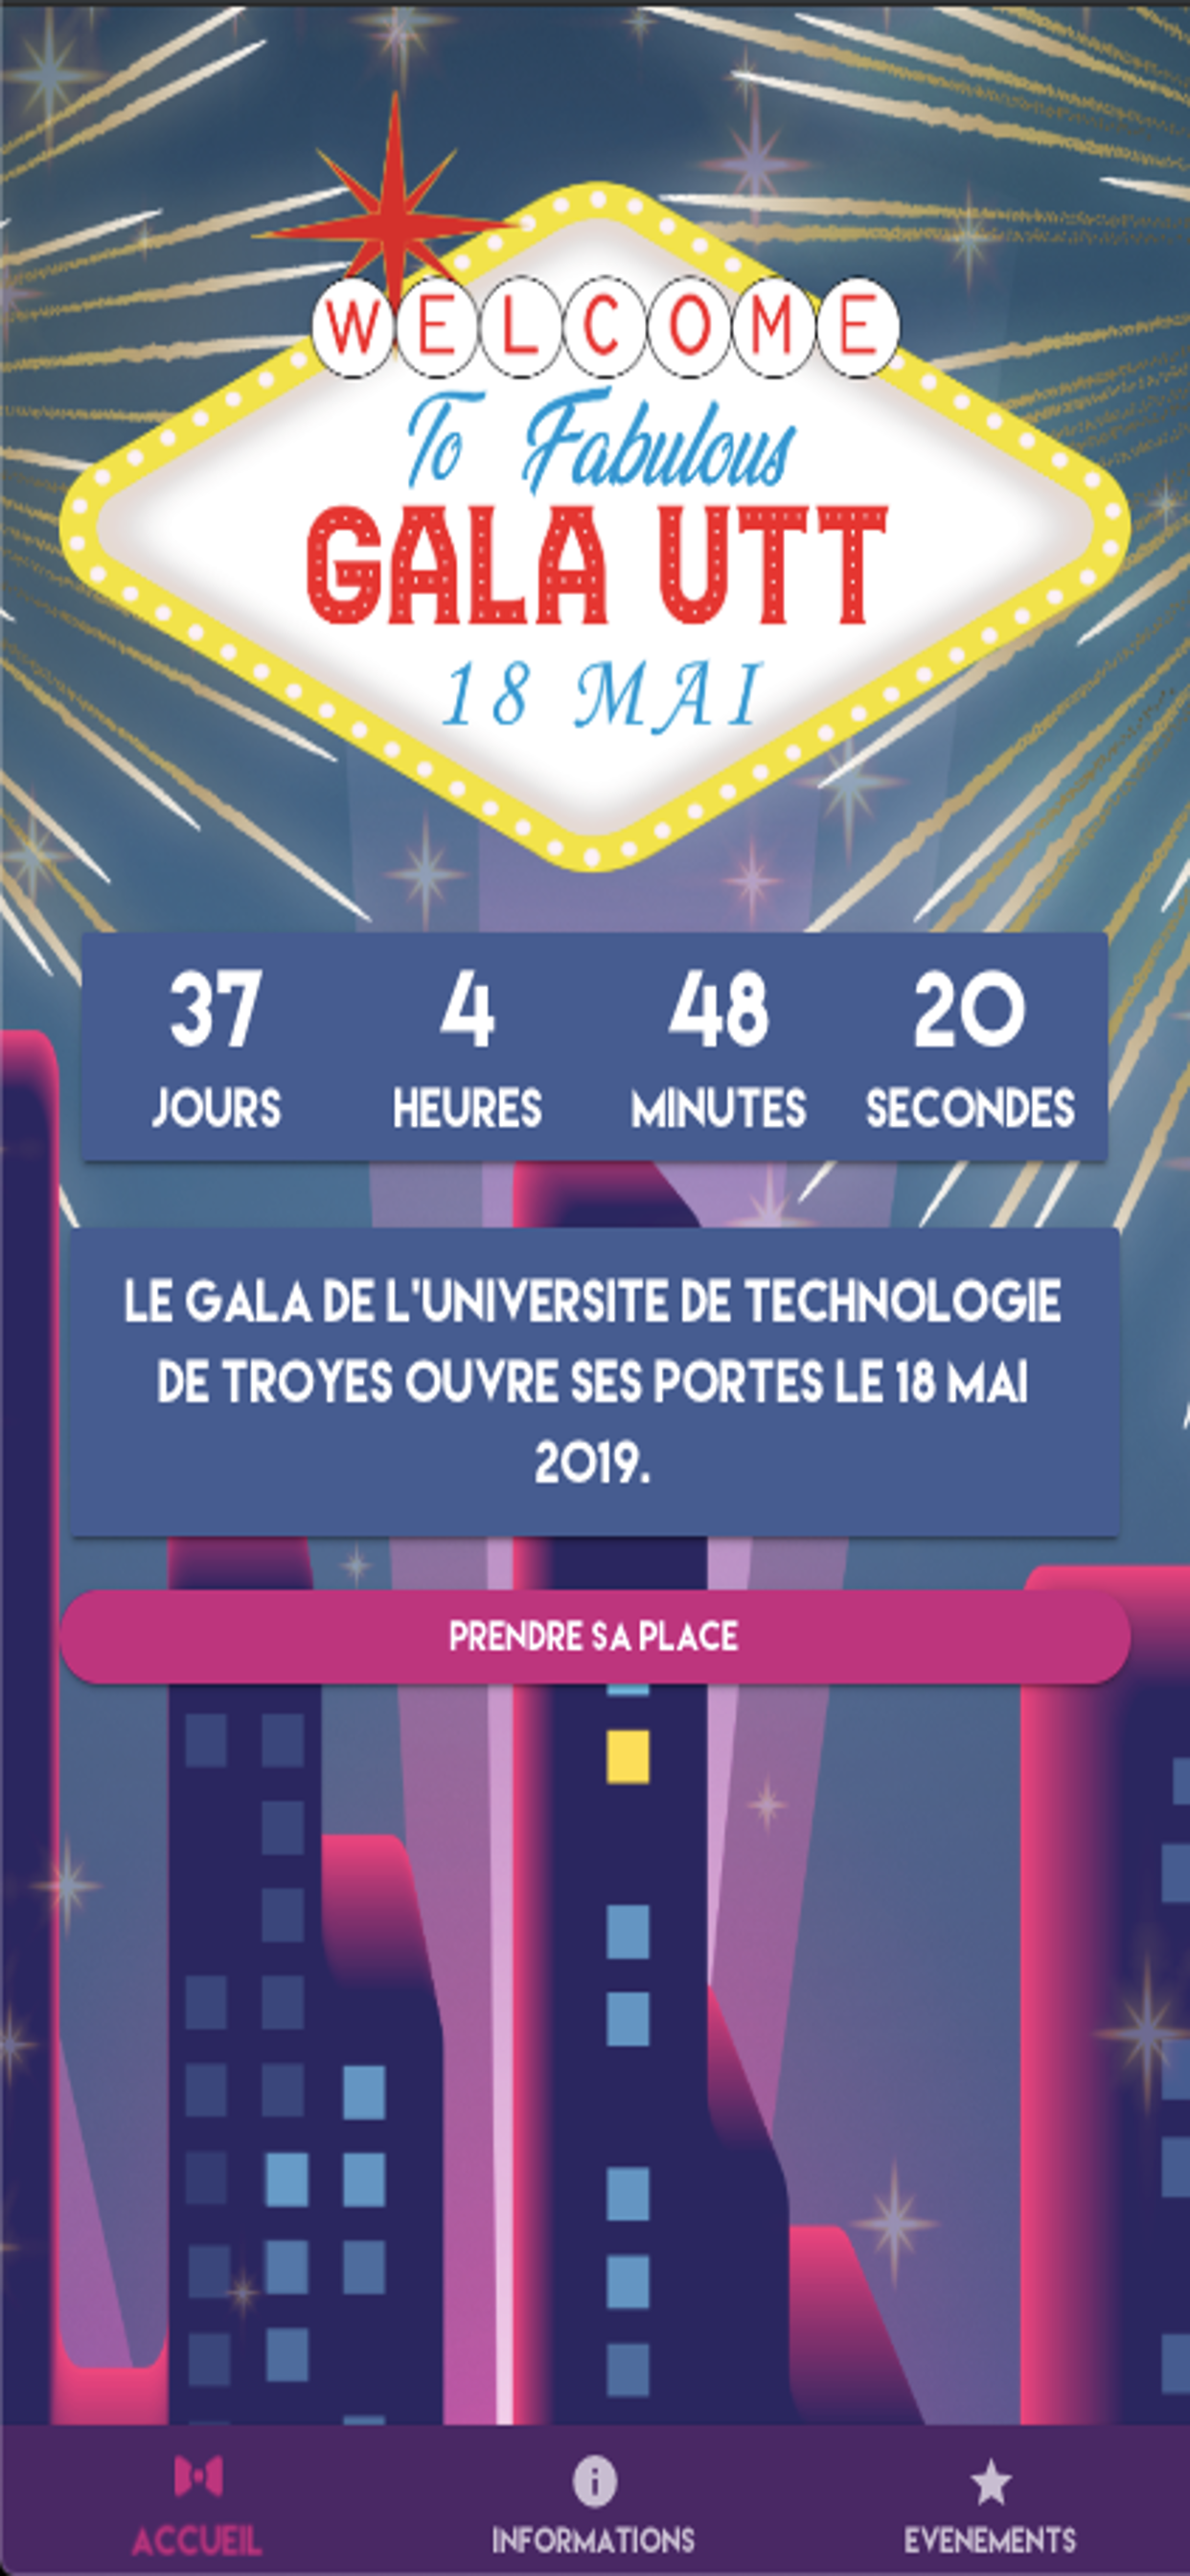 WELCOME
To Fabulous
GALA UTT
18 MAI
37 4 48 20
JOURS HEURES MINUTES SECONDES
LE GALA DE L'UNIVERSITE DE TECHNOLOGIE
DE TROYES OUVRE SES PORTES LE 18 MAI
2019.
PRENDRE SA PLACE
ACCUEIL INFORMATIONS EVENEMENTS